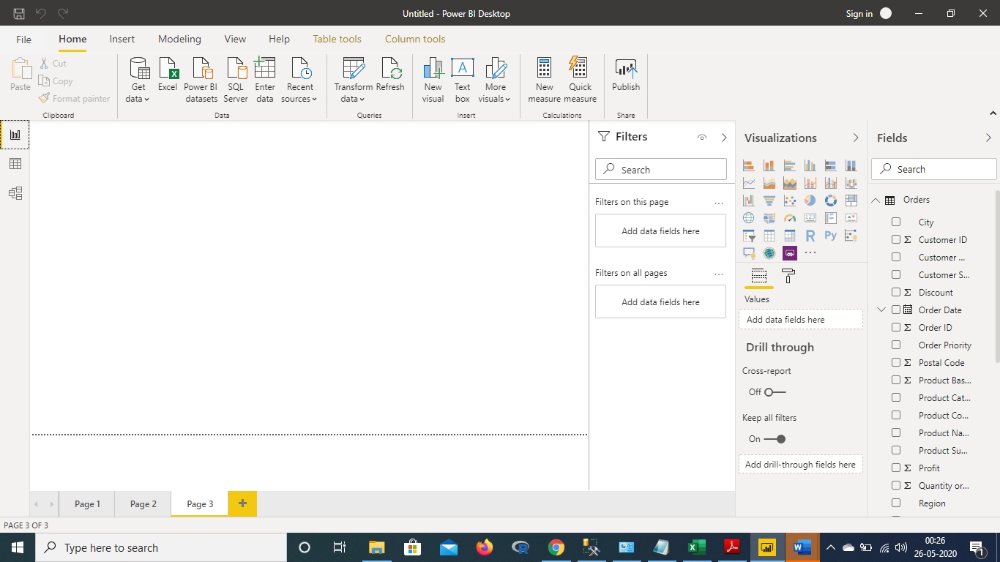 Untitled - Power BI Desktop
Sign in
File Home Insert Modeling View Help Table tools Column tools
Paste
Cut
Copy
Format painter
Clipboard
Get data
Excel
Power BI datasets
SQL Server
Enter data
Recent sources
Data
Transform data
Refresh
Queries
New visual
Text box
More visuals
Insert
New measure
Quick measure
Calculations
Publish
Share
Filters
Search
Filters on this page ...
Add data fields here
Filters on all pages ...
Add data fields here
Visualizations
123
R
Py
...
Values
Add data fields here
Drill through
Cross-report
Off
Keep all filters
On
Add drill-through fields here
Fields
Search
Orders
City
Σ Customer ID
Customer ...
Customer S...
Σ Discount
Order Date
Σ Order ID
Order Priority
Σ Postal Code
Σ Product Bas...
Product Cat...
Product Co...
Product Na...
Product Su...
Σ Profit
Σ Quantity or...
Region
Page 1 Page 2 Page 3 +
PAGE 3 OF 3
Type here to search
00:26
26-05-2020
1